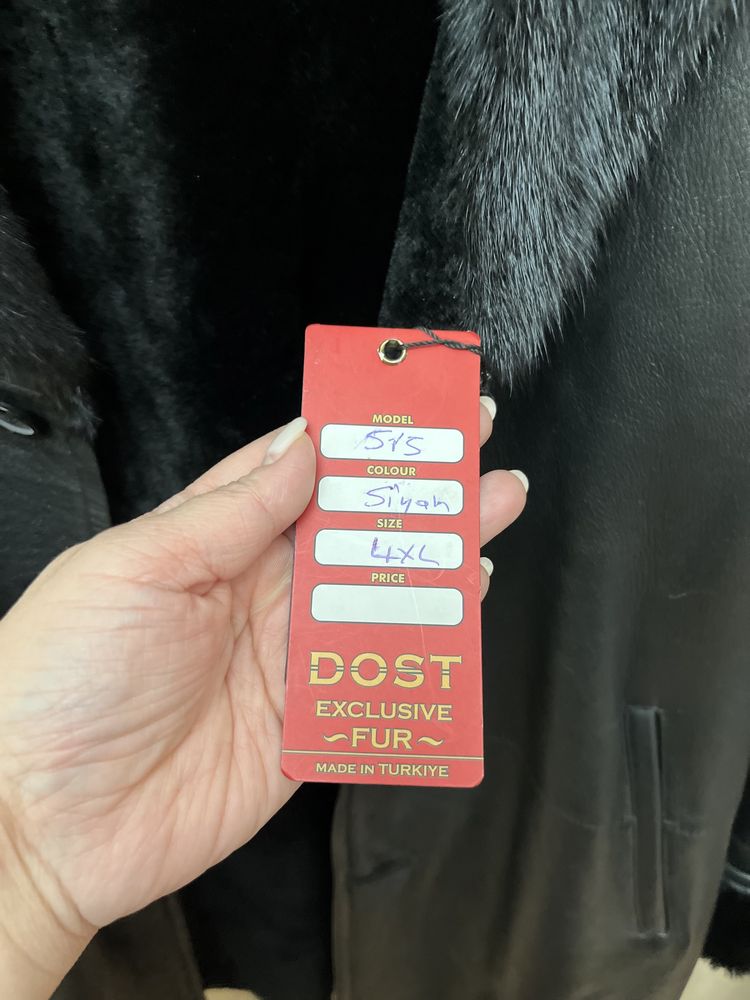 MODEL
515
COLOUR
Siyah
SIZE
4XL
PRICE
DOST
EXCLUSIVE
~FUR~
MADE IN TURKIYE